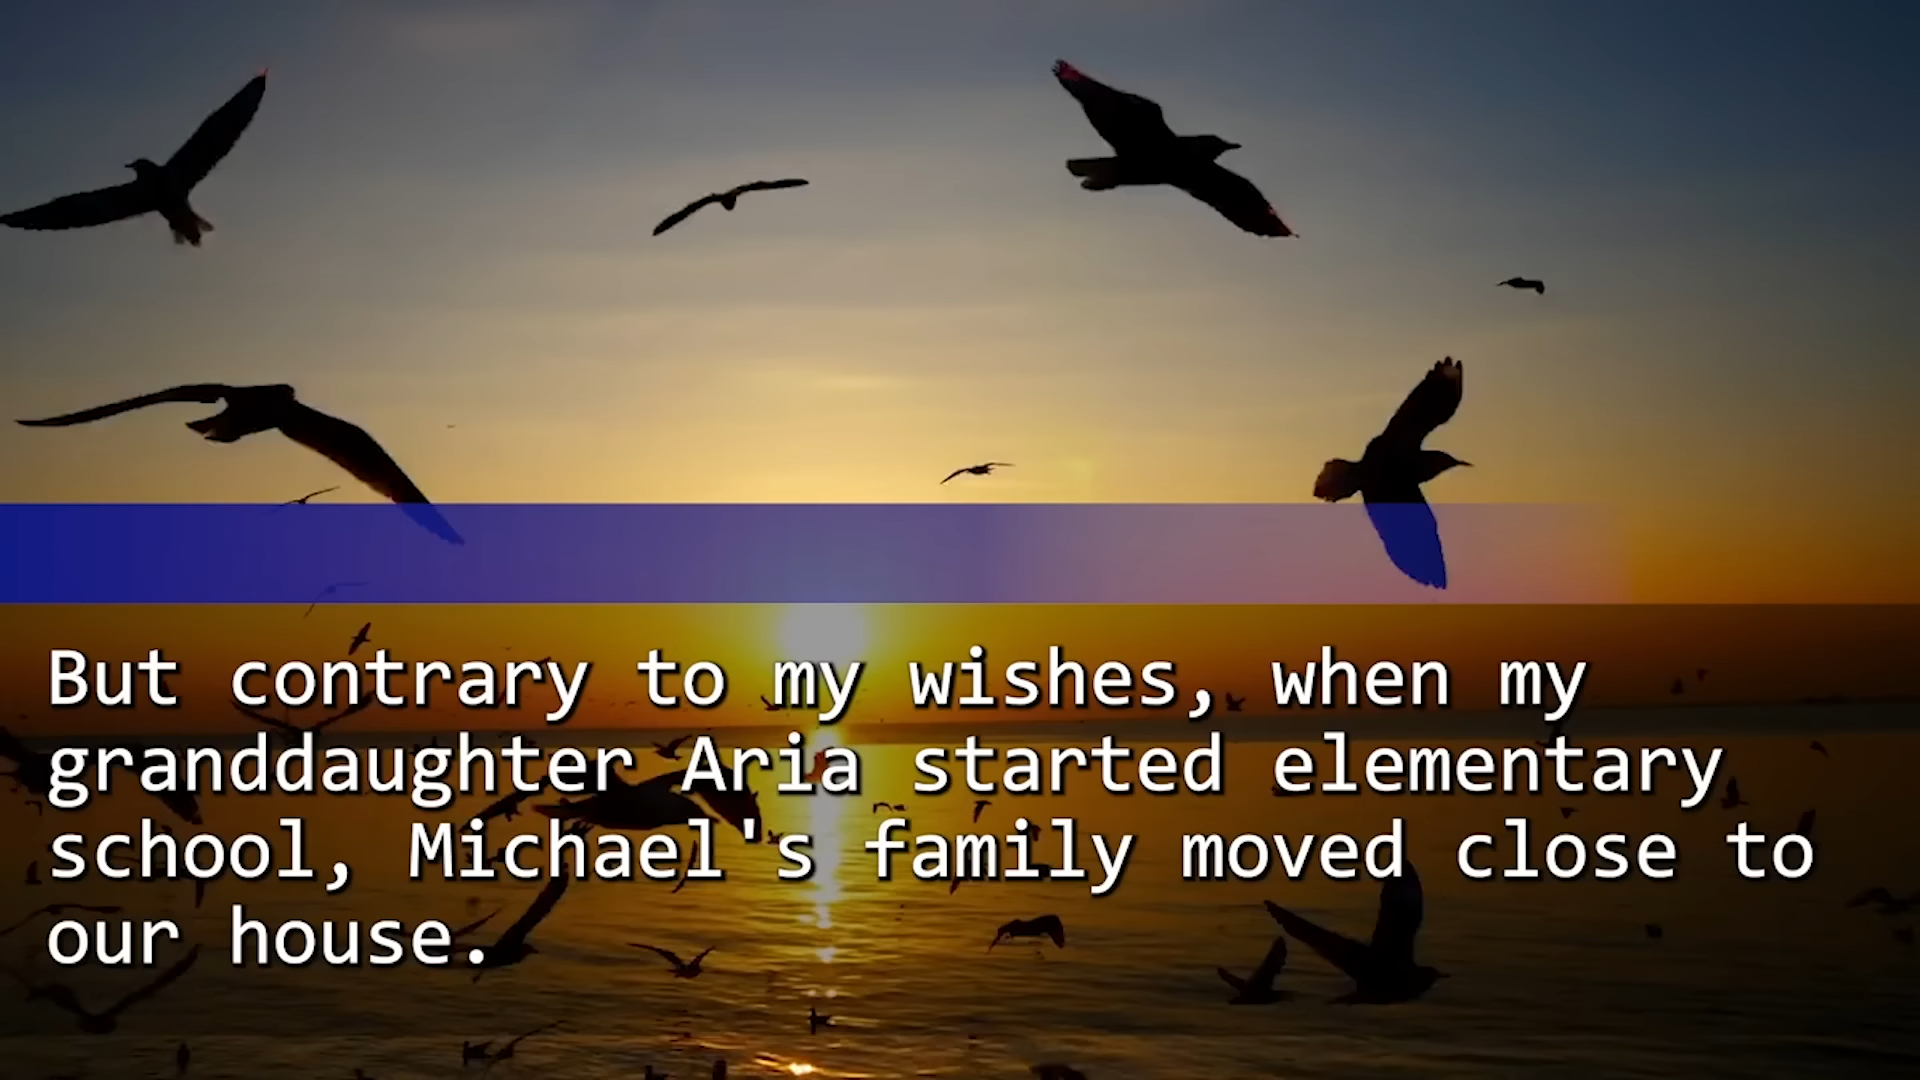 But contrary to my wishes, when my
granddaughter Aria started elementary
school, Michael's family moved close to
our house.